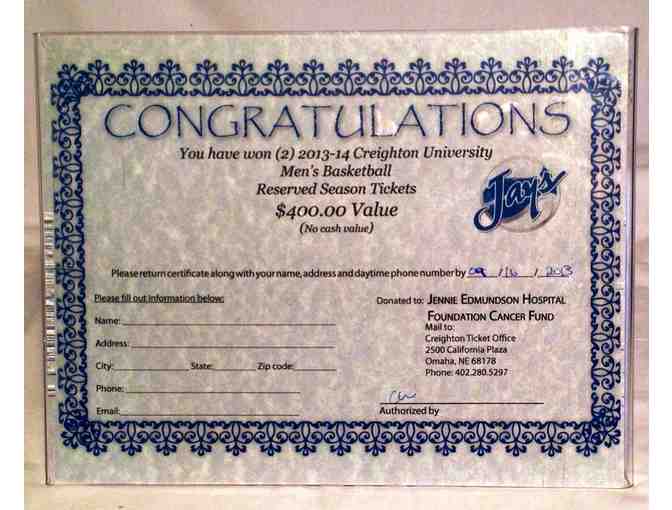 CONGRATULATIONS
You have won (2) 2013-14 Creighton University
Men's Basketball
Reserved Season Tickets
$400.00 Value
(No cash value)
Jays
Please return certificate along with your name, address and daytime phone number by 09 / 16 / 2013
Please fill out information below:
Name:
Address:
City: State: Zip code:
Phone:
Email:
Donated to: JENNIE EDMUNDSON HOSPITAL
FOUNDATION CANCER FUND
Mail to:
Creighton Ticket Office
2500 California Plaza
Omaha, NE 68178
Phone: 402.280.5297
Authorized by